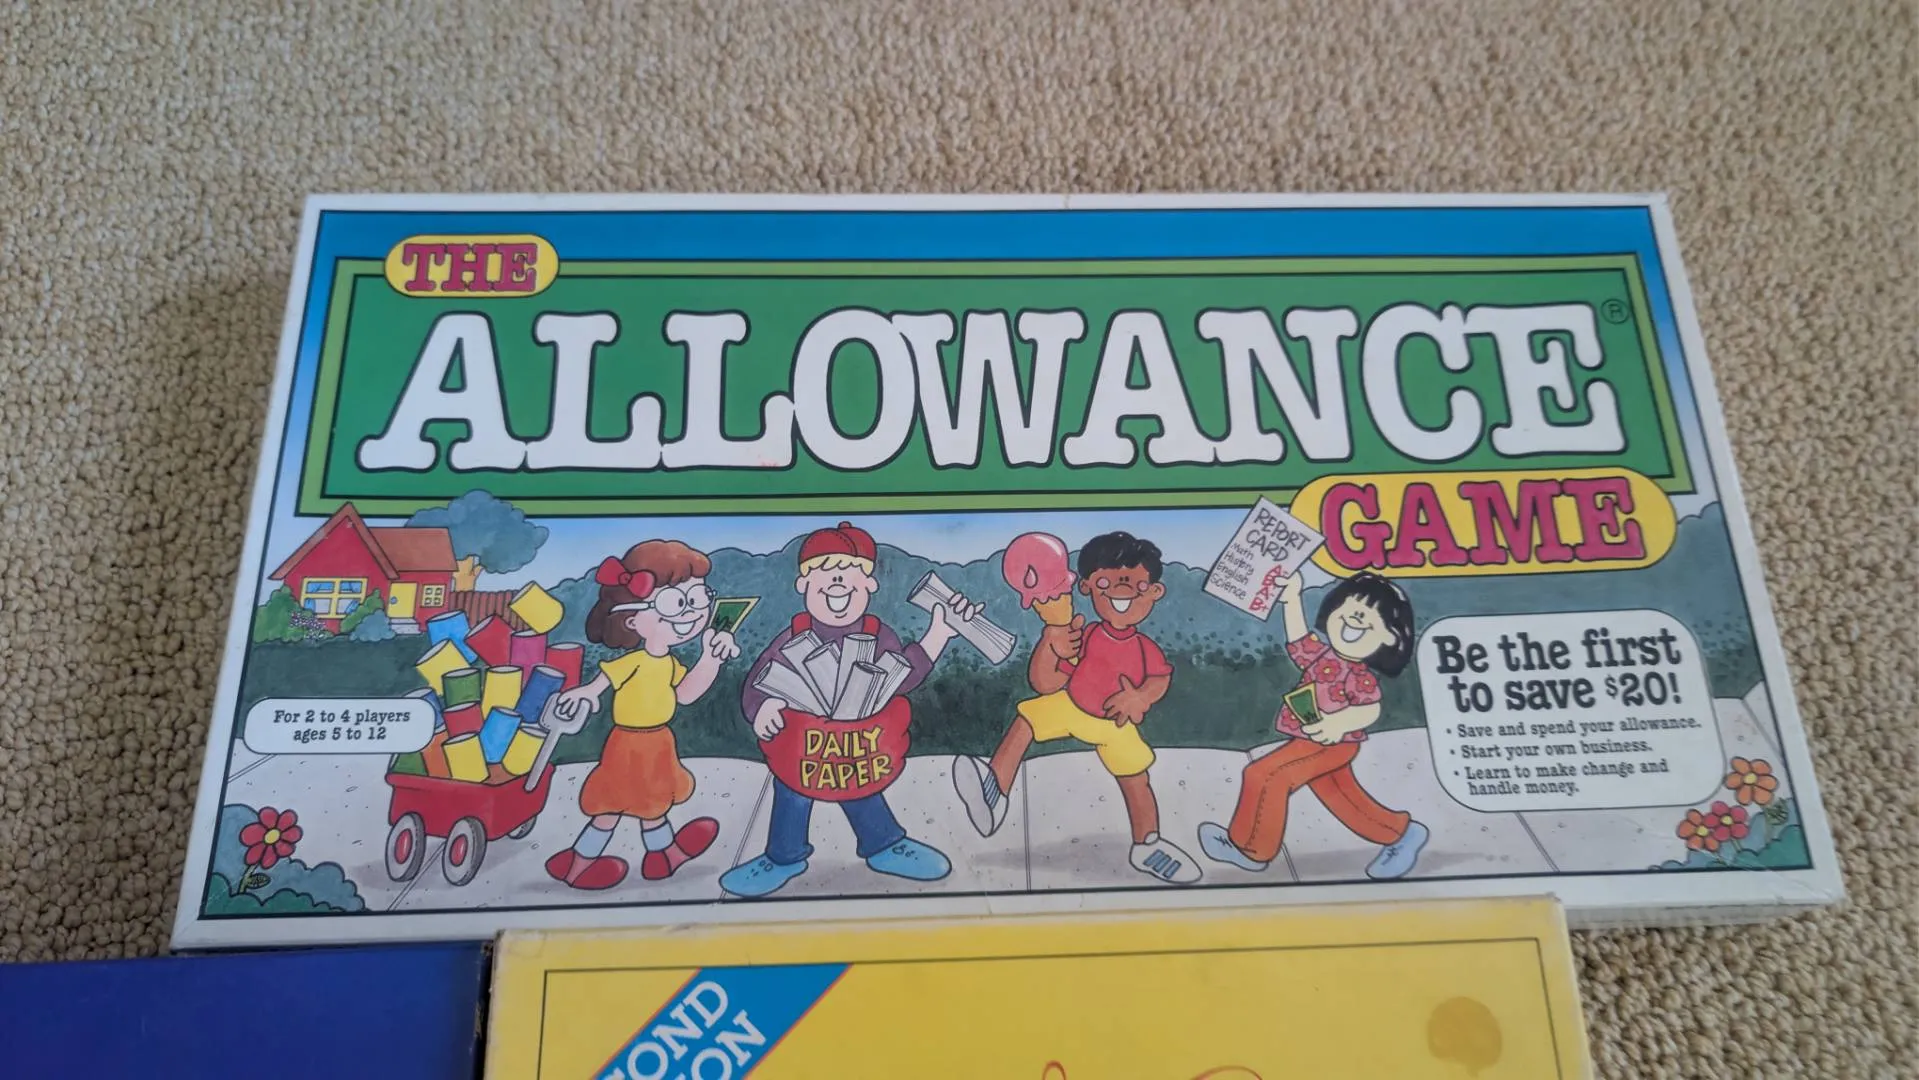 THE
ALLOWANCE®
GAME
REPORT
CARD
Math A-
History B
English A-
Science B+
For 2 to 4 players
ages 5 to 12
DAILY
PAPER
Be the first
to save $20!
• Save and spend your allowance.
• Start your own business.
• Learn to make change and
handle money.
OND
ON